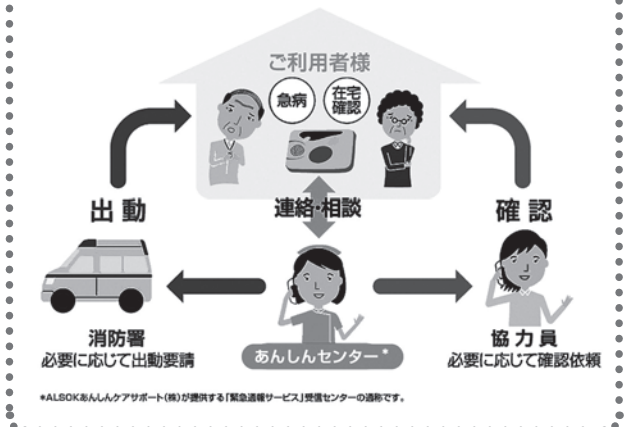 ご利用者様
急病
在宅
確認
出動
連絡・相談
確認
消防署
必要に応じて出動要請
あんしんセンター*
協力員
必要に応じて確認依頼
*ALSOKあんしんケアサポート(株)が提供する「緊急通報サービス」受信センターの通称です。